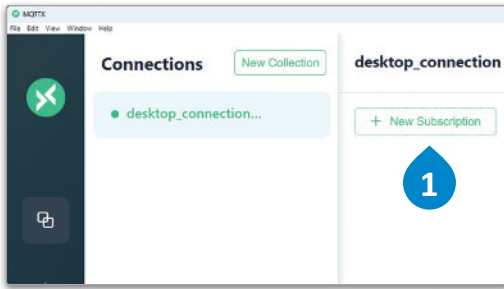 MQTTX
File Edit View Window Help
Connections
New Collection
desktop_connection
desktop_connection...
+ New Subscription
1